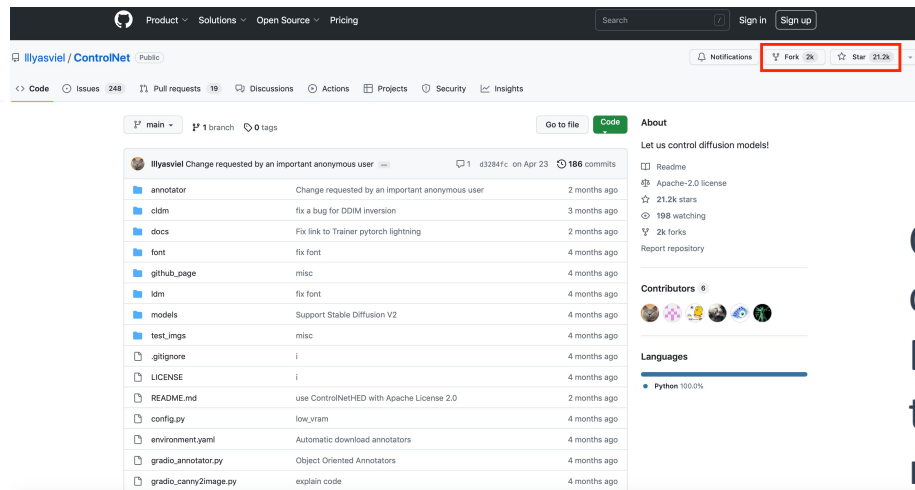 Product Solutions Open Source Pricing Search / Sign in Sign up
lllyasviel / ControlNet Public Notifications Fork 2k Star 21.2k
Code Issues 248 Pull requests 19 Discussions Actions Projects Security Insights
main 1 branch 0 tags Go to file Code
lllyasviel Change requested by an important anonymous user ... 1 d3284fc on Apr 23 186 commits
annotator Change requested by an important anonymous user 2 months ago
cldm fix a bug for DDIM inversion 3 months ago
docs Fix link to Trainer pytorch lightning 2 months ago
font fix font 4 months ago
github_page misc 4 months ago
ldm fix font 4 months ago
models Support Stable Diffusion V2 4 months ago
test_imgs misc 4 months ago
.gitignore i 4 months ago
LICENSE i 4 months ago
README.md use ControlNetHED with Apache License 2.0 2 months ago
config.py low_vram 4 months ago
environment.yaml Automatic download annotators 4 months ago
gradio_annotator.py Object Oriented Annotators 4 months ago
gradio_canny2image.py explain code 4 months ago
About
Let us control diffusion models!
Readme
Apache-2.0 license
21.2k stars
198 watching
2k forks
Report repository
Contributors 6
Languages
Python 100.0%